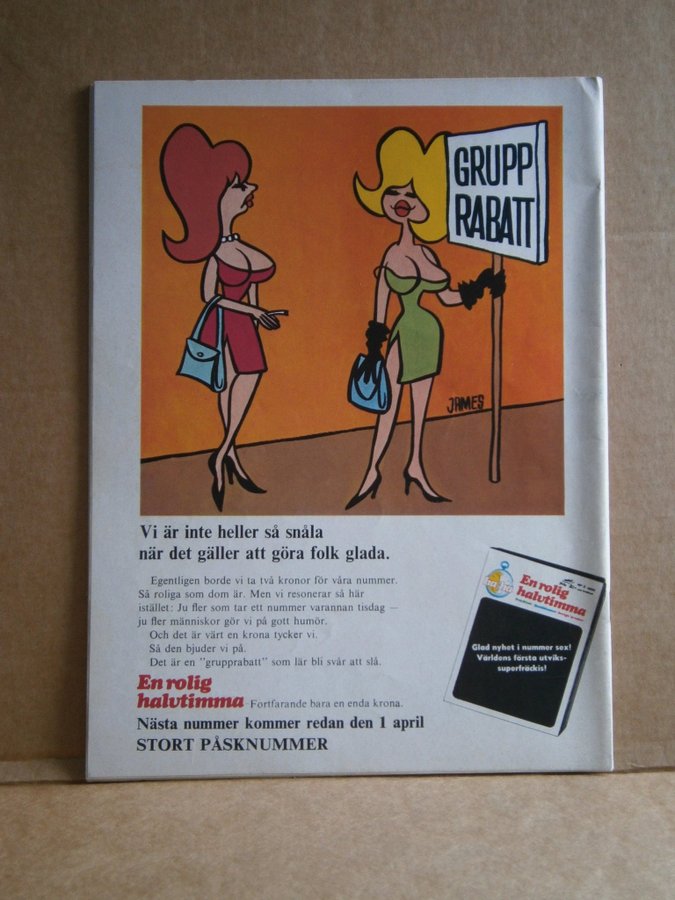 GRUPP
RABATT
JAMES
Vi är inte heller så snåla
när det gäller att göra folk glada.
Egentligen borde vi ta två kronor för våra nummer.
Så roliga som dom är. Men vi resonerar så här
istället: Ju fler som tar ett nummer varannan tisdag —
ju fler människor gör vi på gott humör.
Och det är värt en krona tycker vi.
Så den bjuder vi på.
Det är en "grupprabatt" som lär bli svår att slå.
En rolig
halvtimma Fortfarande bara en enda krona.
Nästa nummer kommer redan den 1 april
STORT PÅSKNUMMER
En rolig
halvtimma
Glad nyhet i nummer sex!
Världens första utviks-
superfräckis!